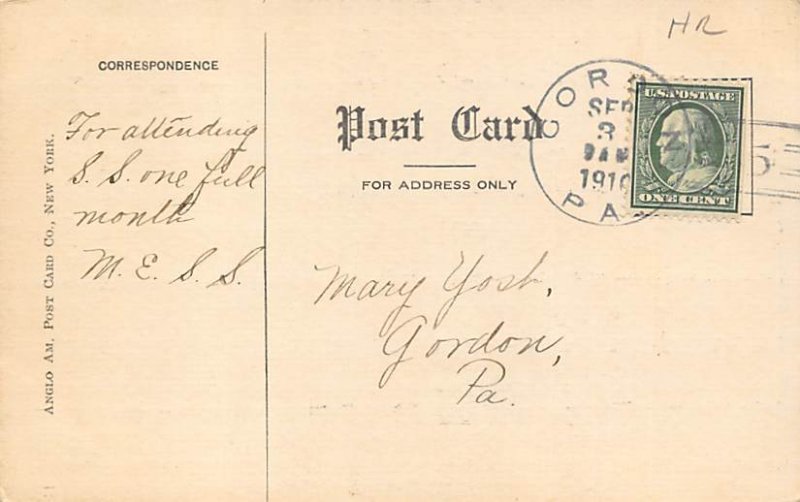 HR
CORRESPONDENCE
For attending
S. S. one full
month
M. E. S. S.
ANGLO AM. POST CARD CO., NEW YORK.
Post Card
FOR ADDRESS ONLY
SEP
3
1910
PA
U.S. POSTAGE
ONE CENT
5
Mary Yost,
Gordon,
Pa.